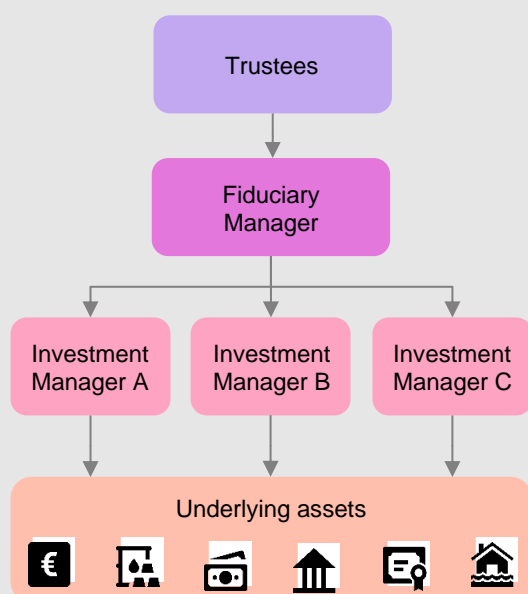 Trustees
Fiduciary
Manager
Investment
Manager A
Investment
Manager B
Investment
Manager C
Underlying assets
€